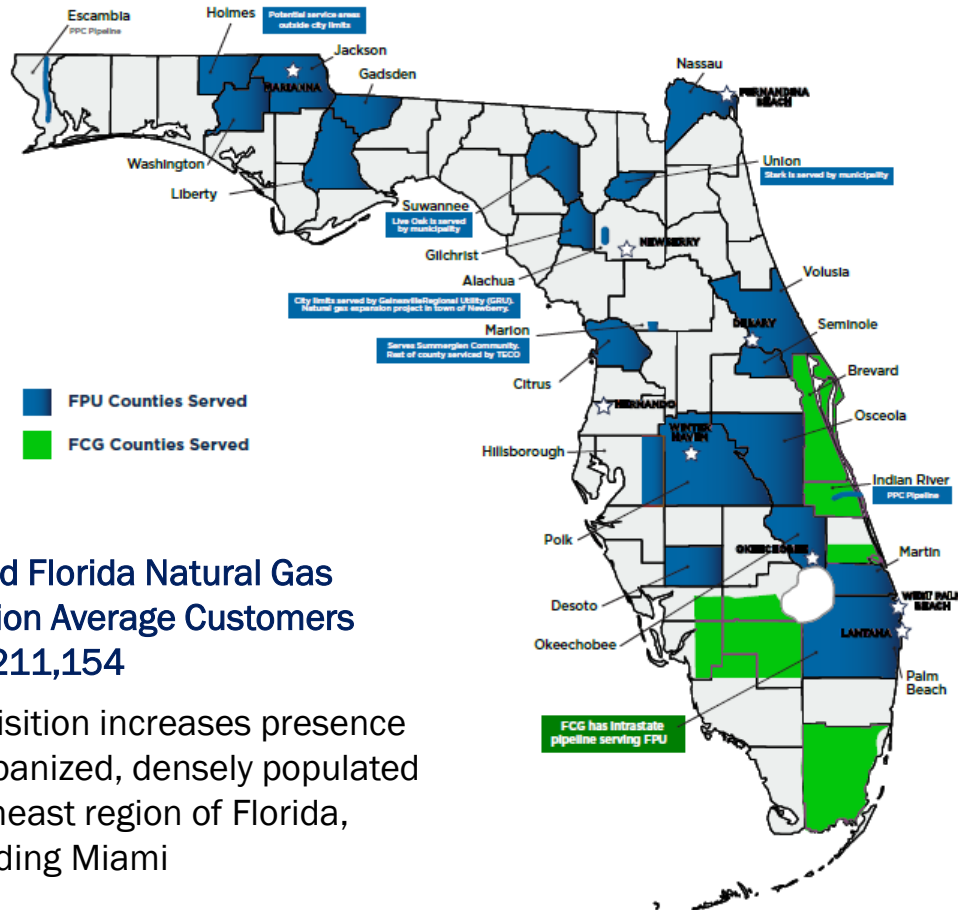 Escambia
PPC Pipeline
Holmes
Potential service areas
outside city limits
Jackson
MARIANNA
Gadsden
Nassau
FERNANDINA
BEACH
Washington
Liberty
Union
Stark is served by municipality
Suwannee
Live Oak is served
by municipality
Gilchrist
NEWBERRY
Alachua
Volusia
City limits served by GainesvilleRegional Utility (GRU).
Natural gas expansion project in town of Newberry.
Marion
DEBARY
Seminole
Serves Summerglen Community.
Rest of county serviced by TECO
Citrus
Brevard
FPU Counties Served
HERNANDO
Osceola
WINTER
HAVEN
FCG Counties Served
Hillsborough
Indian River
PPC Pipeline
Polk
OKEECHOBEE
Martin
d Florida Natural Gas
ion Average Customers
211,154
Desoto
WEST PALM
BEACH
LANTANA
Okeechobee
Palm
Beach
isition increases presence
banized, densely populated
heast region of Florida,
ding Miami
FCG has intrastate
pipeline serving FPU